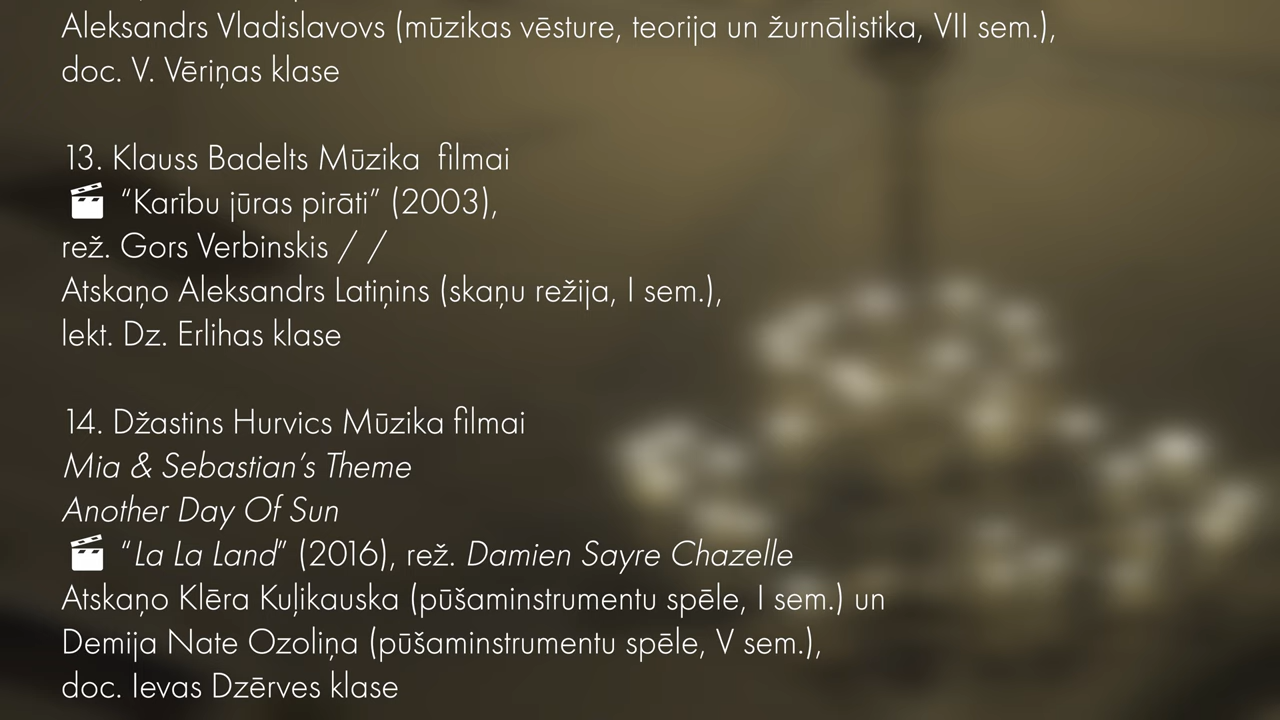 Aleksandrs Vladislavovs (mūzikas vēsture, teorija un žurnālistika, VII sem.),
doc. V. Vēriņas klase
13. Klauss Badelts Mūzika filmai
“Karību jūras pirāti” (2003),
rež. Gors Verbinskis / /
Atskaņo Aleksandrs Latiņins (skaņu režija, I sem.),
lekt. Dz. Erlihas klase
14. Džastins Hurvics Mūzika filmai
Mia & Sebastian’s Theme
Another Day Of Sun
“La La Land” (2016), rež. Damien Sayre Chazelle
Atskaņo Klēra Kuļikauska (pūšaminstrumentu spēle, I sem.) un
Demija Nate Ozoliņa (pūšaminstrumentu spēle, V sem.),
doc. Ievas Dzērves klase